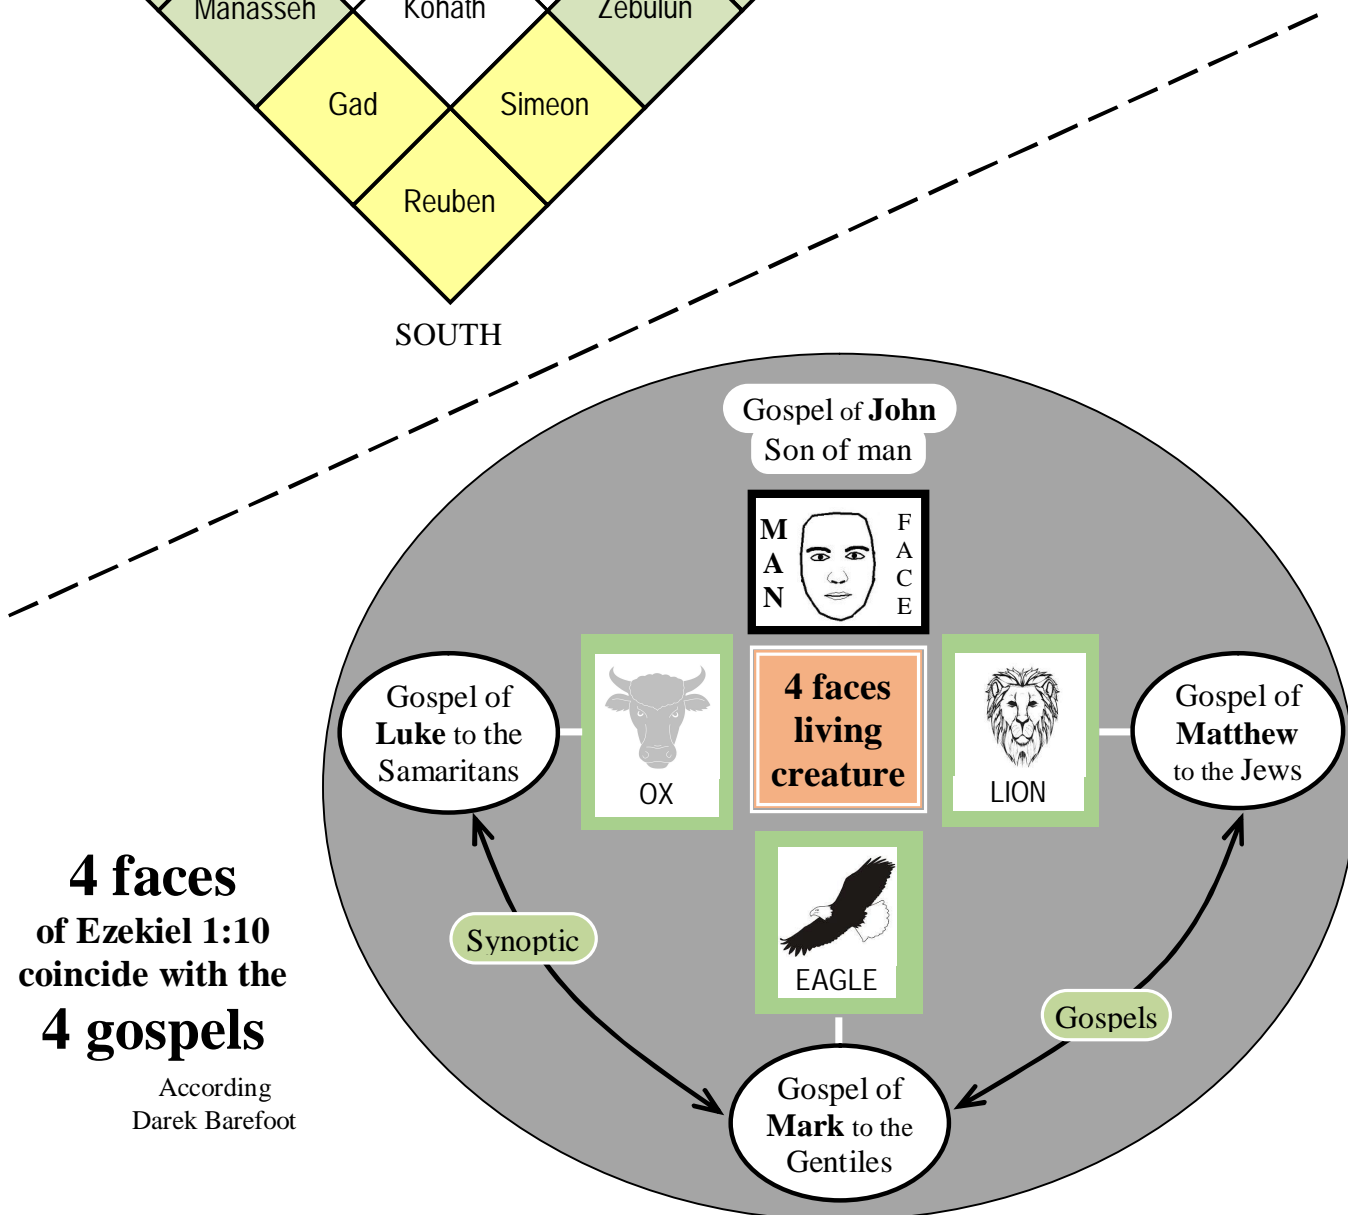 Manasseh
Kohath
Zebulun
Gad
Simeon
Reuben
SOUTH
Gospel of John
Son of man
MAN
FACE
4 faces
living
creature
OX
LION
EAGLE
Gospel of
Luke to the
Samaritans
Gospel of
Matthew
to the Jews
Synoptic
Gospels
Gospel of
Mark to the
Gentiles
4 faces
of Ezekiel 1:10
coincide with the
4 gospels
According
Darek Barefoot